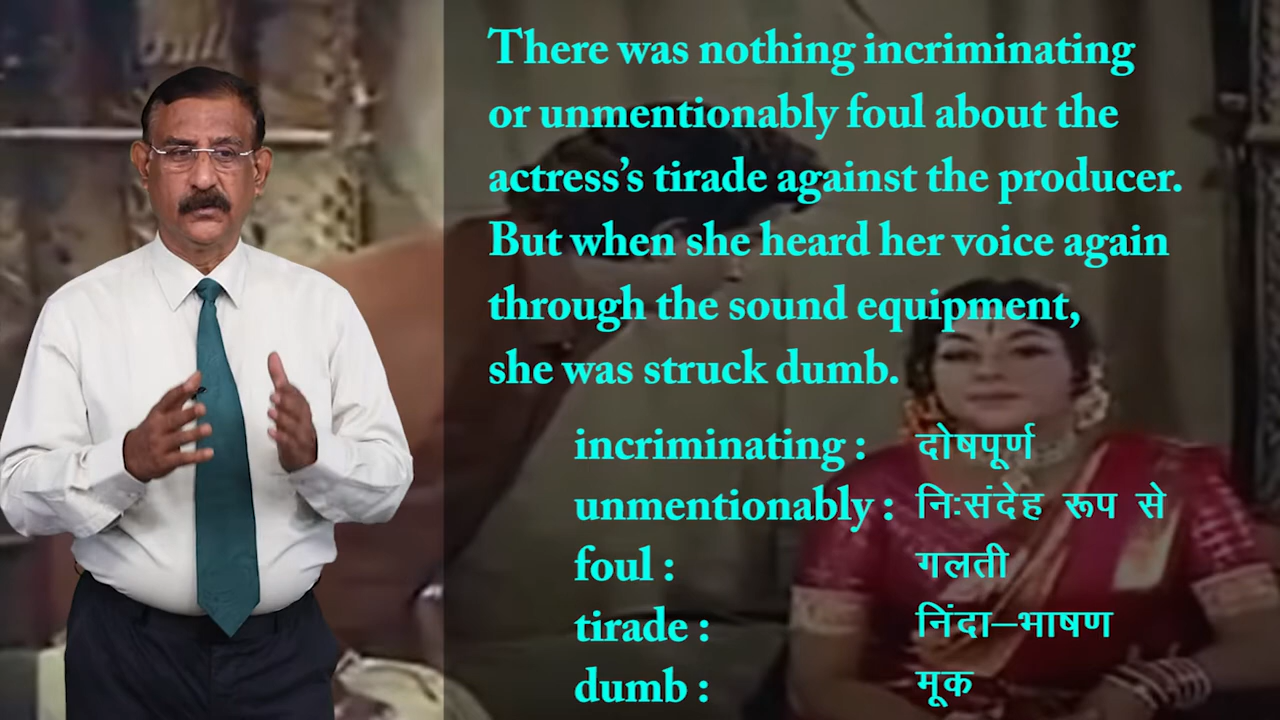 There was nothing incriminating
or unmentionably foul about the
actress’s tirade against the producer.
But when she heard her voice again
through the sound equipment,
she was struck dumb.
incriminating : दोषपूर्ण
unmentionably : निःसंदेह रूप से
foul : गलती
tirade : निंदा–भाषण
dumb : मूक